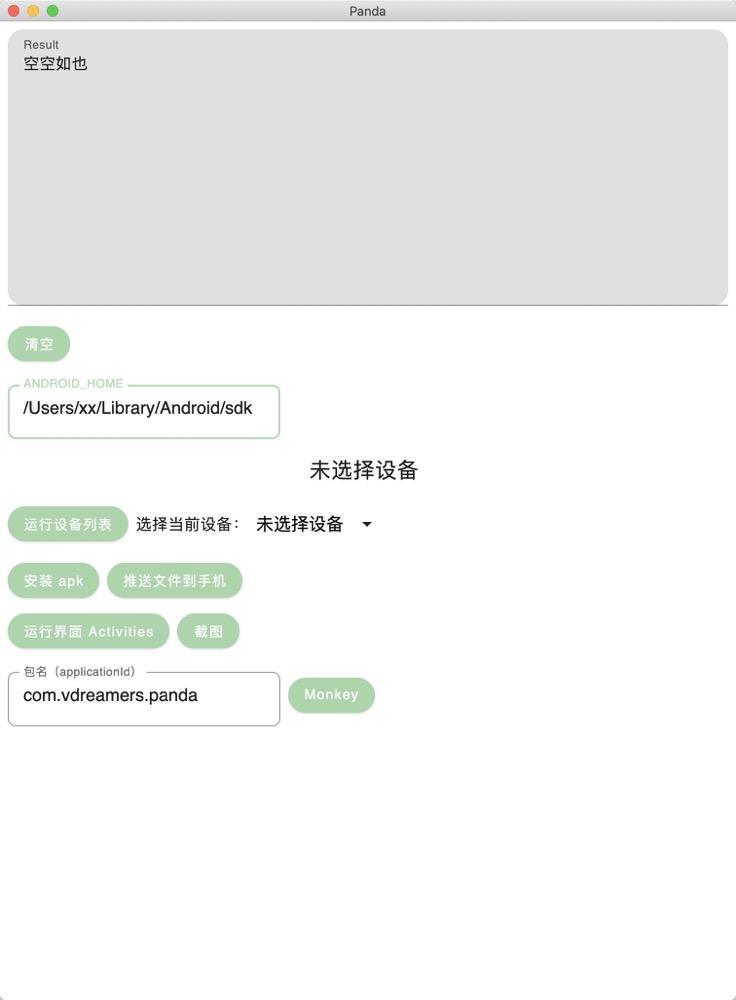 Panda
Result
空空如也
清空
ANDROID_HOME
/Users/xx/Library/Android/sdk
未选择设备
运行设备列表 选择当前设备： 未选择设备
安装 apk 推送文件到手机
运行界面 Activities 截图
包名（applicationId）
com.vdreamers.panda Monkey